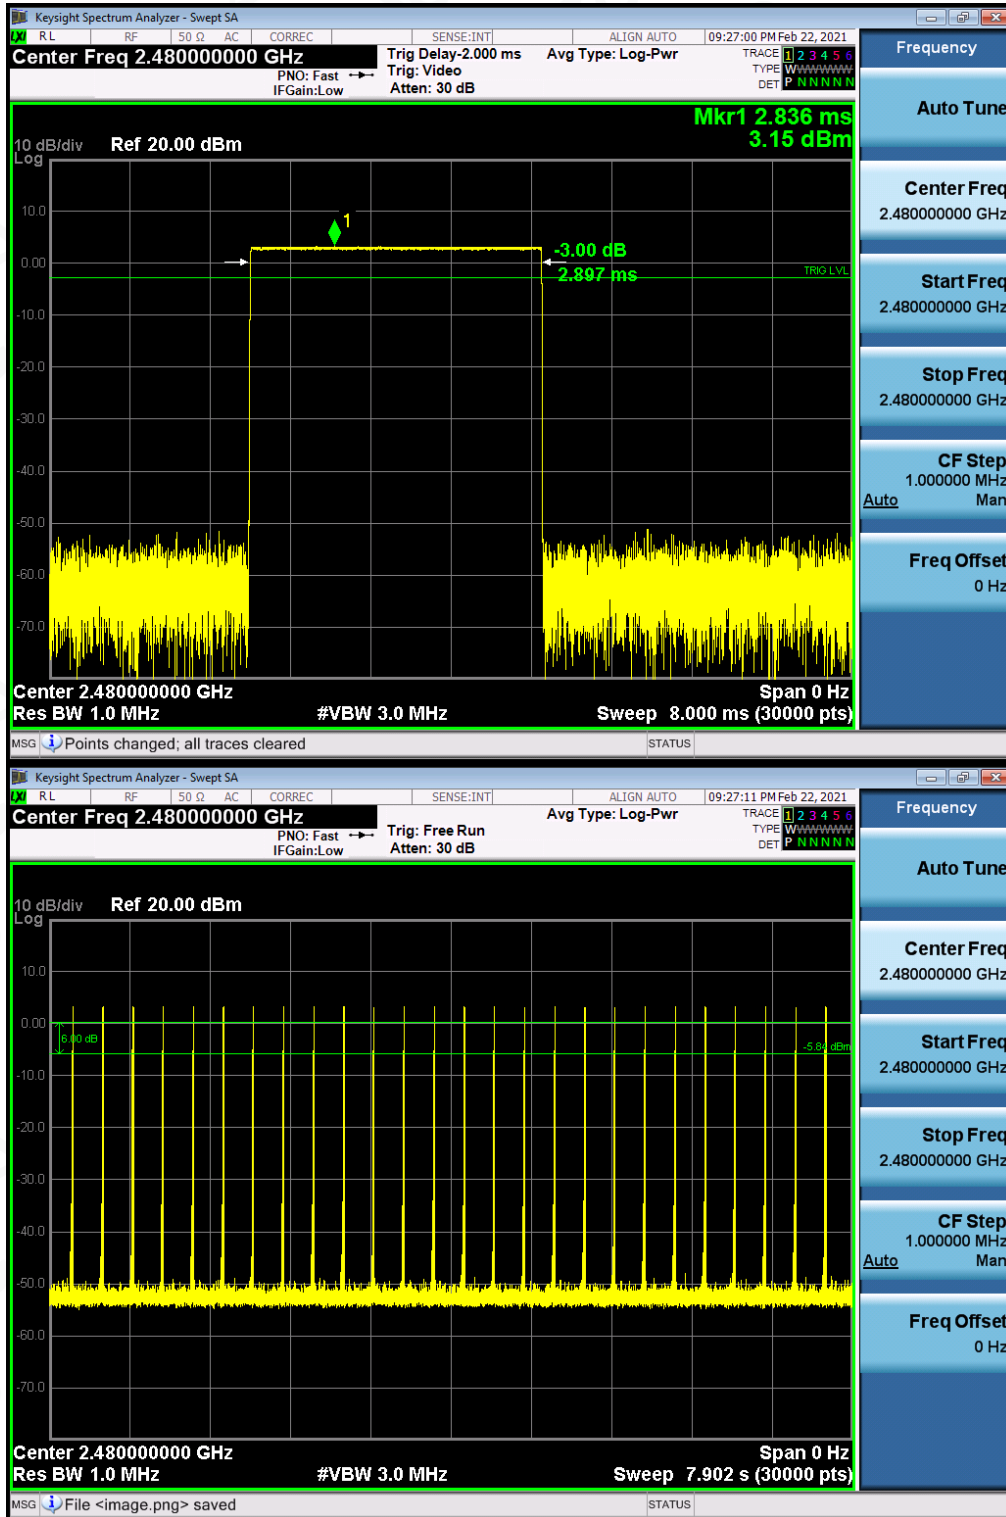 Keysight Spectrum Analyzer - Swept SA
LXI RL RF 50 Ω AC CORREC SENSE:INT ALIGN AUTO 09:27:00 PM Feb 22, 2021
Center Freq 2.480000000 GHz
PNO: Fast
IFGain:Low
Trig Delay-2.000 ms
Trig: Video
Atten: 30 dB
Avg Type: Log-Pwr
TRACE 1 2 3 4 5 6
TYPE WWWWWW
DET P N N N N N
Mkr1 2.836 ms
3.15 dBm
10 dB/div Ref 20.00 dBm
Log
10.0
1
-3.00 dB
0.00
2.897 ms
TRIG LVL
-10.0
-20.0
-30.0
-40.0
-50.0
-60.0
-70.0
Center 2.480000000 GHz Span 0 Hz
Res BW 1.0 MHz #VBW 3.0 MHz Sweep 8.000 ms (30000 pts)
MSG Points changed; all traces cleared STATUS
Frequency
Auto Tune
Center Freq
2.480000000 GHz
Start Freq
2.480000000 GHz
Stop Freq
2.480000000 GHz
CF Step
1.000000 MHz
Auto Man
Freq Offset
0 Hz
Keysight Spectrum Analyzer - Swept SA
LXI RL RF 50 Ω AC CORREC SENSE:INT ALIGN AUTO 09:27:11 PM Feb 22, 2021
Center Freq 2.480000000 GHz
PNO: Fast
IFGain:Low
Trig: Free Run
Atten: 30 dB
Avg Type: Log-Pwr
TRACE 1 2 3 4 5 6
TYPE WWWWWW
DET P N N N N N
10 dB/div Ref 20.00 dBm
Log
10.0
0.00
6.00 dB
-5.84 dBm
-10.0
-20.0
-30.0
-40.0
-50.0
-60.0
-70.0
Center 2.480000000 GHz Span 0 Hz
Res BW 1.0 MHz #VBW 3.0 MHz Sweep 7.902 s (30000 pts)
MSG File <image.png> saved STATUS
Frequency
Auto Tune
Center Freq
2.480000000 GHz
Start Freq
2.480000000 GHz
Stop Freq
2.480000000 GHz
CF Step
1.000000 MHz
Auto Man
Freq Offset
0 Hz